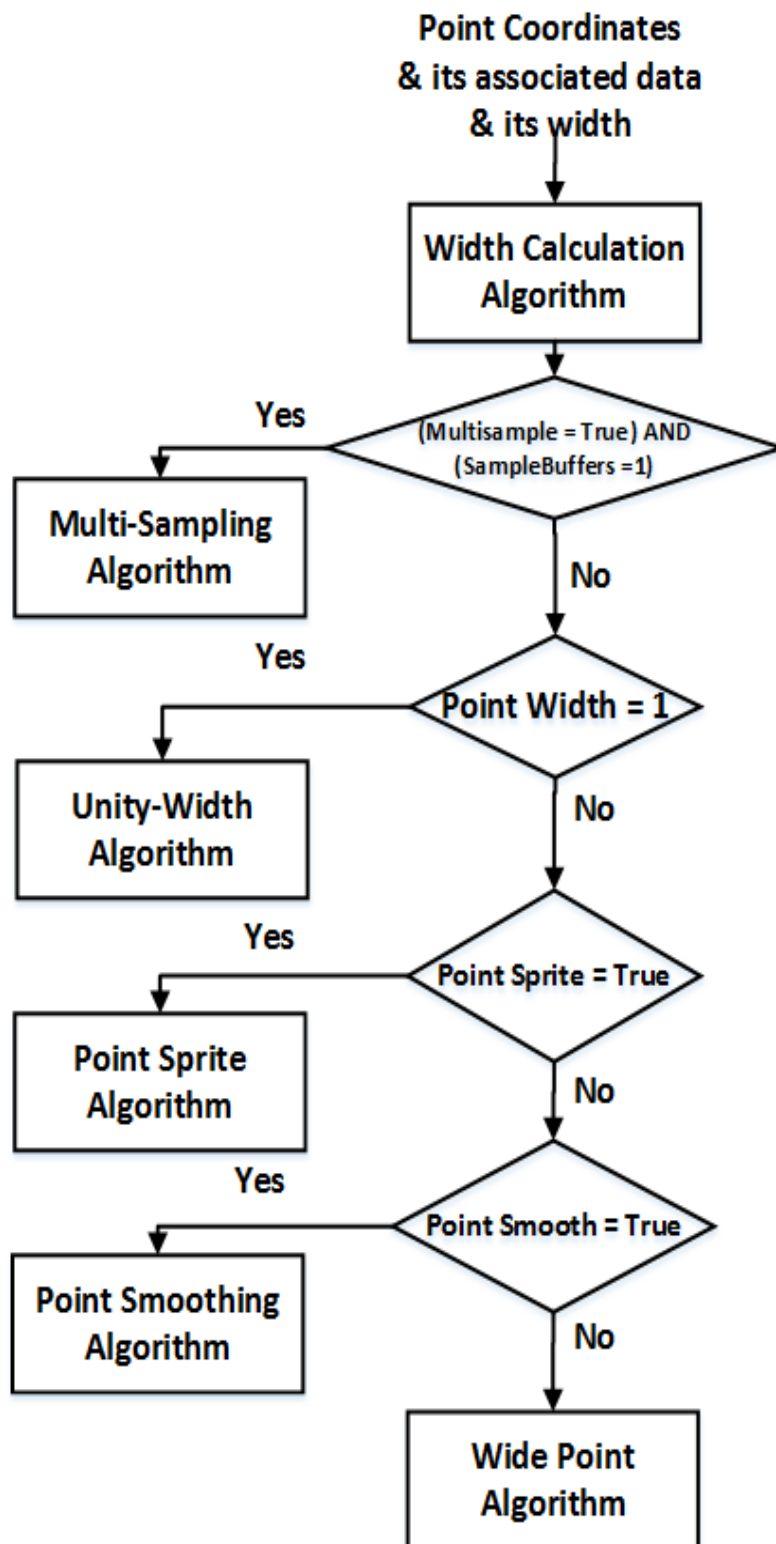 Point Coordinates
& its associated data
& its width
Width Calculation
Algorithm
(Multisample = True) AND
(SampleBuffers =1)
Yes
Multi-Sampling
Algorithm
No
Point Width = 1
Yes
Unity-Width
Algorithm
No
Point Sprite = True
Yes
Point Sprite
Algorithm
No
Point Smooth = True
Yes
Point Smoothing
Algorithm
No
Wide Point
Algorithm